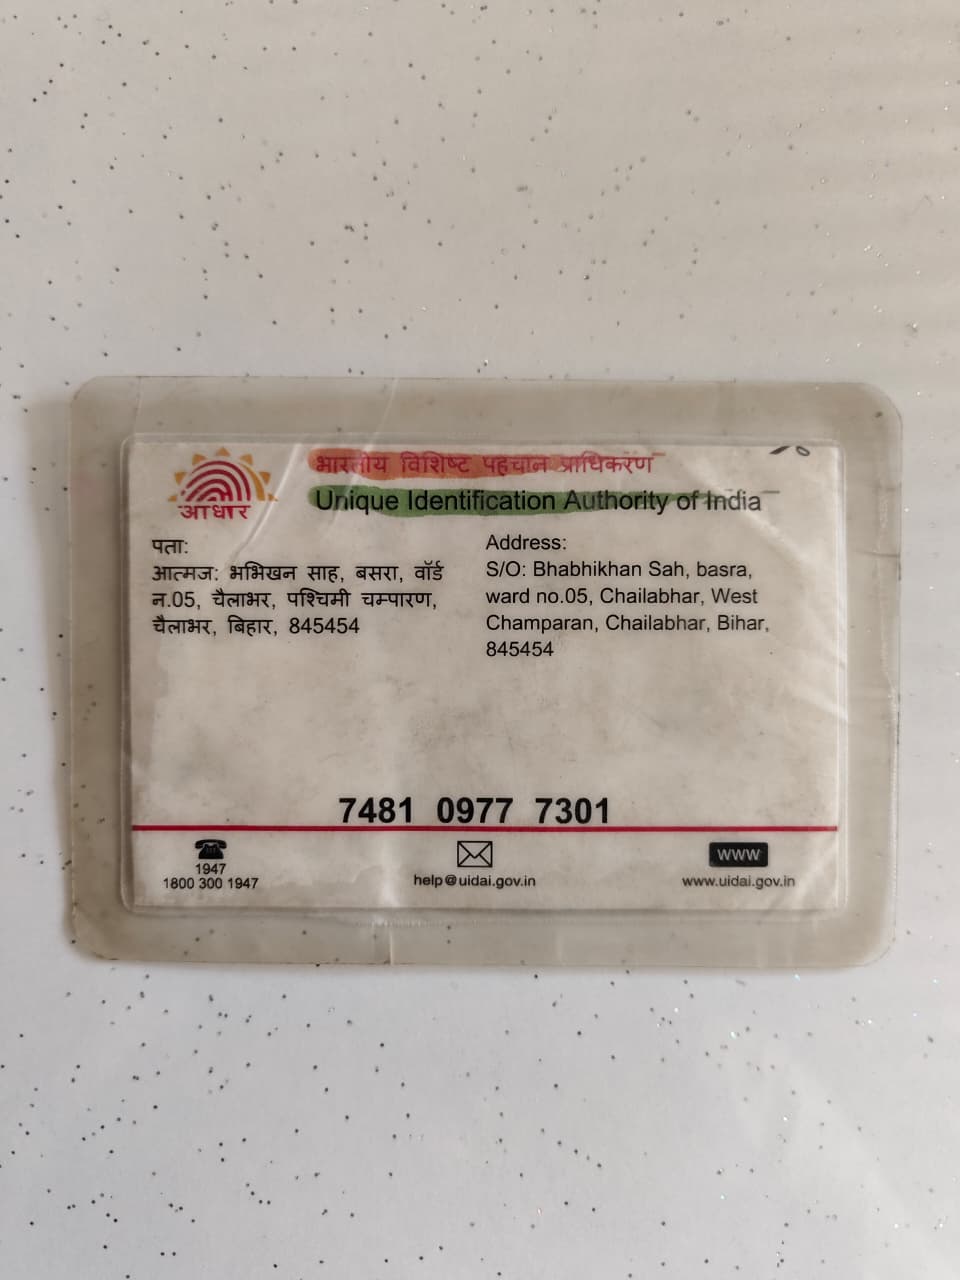 आधार
भारतीय विशिष्ट पहचान प्राधिकरण
Unique Identification Authority of India
पता:
आत्मज: भभिखन साह, बसरा, वॉर्ड
न.05, चैलाभर, पश्चिमी चम्पारण,
चैलाभर, बिहार, 845454
Address:
S/O: Bhabhikhan Sah, basra,
ward no.05, Chailabhar, West
Champaran, Chailabhar, Bihar,
845454
7481 0977 7301
1947
1800 300 1947
help@uidai.gov.in
www
www.uidai.gov.in